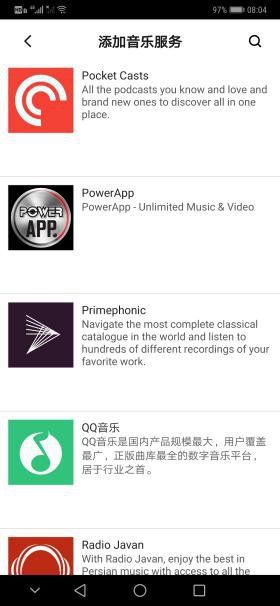 97% 08:04
添加音乐服务
Pocket Casts
All the podcasts you know and love and
brand new ones to discover all in one
place.
POWER
APP.
PowerApp
PowerApp - Unlimited Music & Video
Primephonic
Navigate the most complete classical
catalogue in the world and listen to
hundreds of different recordings of your
favorite work.
QQ音乐
QQ音乐是国内产品规模最大，用户覆盖
最广，正版曲库最全的数字音乐平台，
居于行业之首。
Radio Javan
With Radio Javan, enjoy the best in
Persian music with access to all the